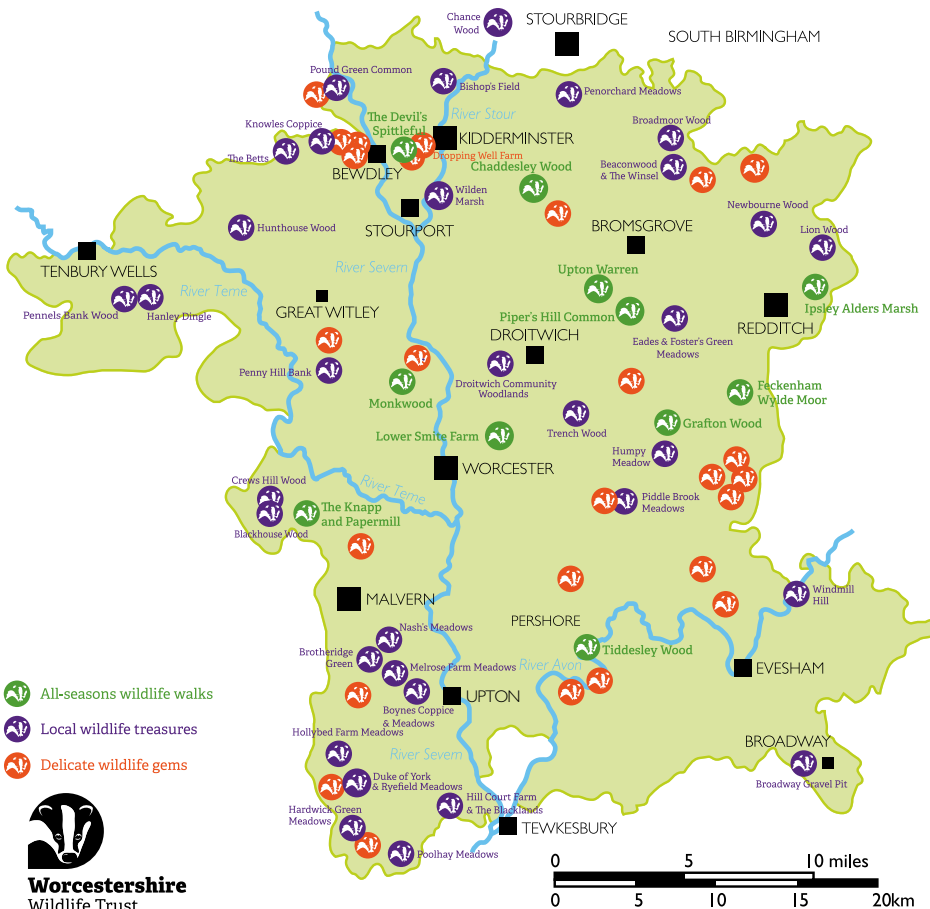 Chance
Wood
STOURBRIDGE
SOUTH BIRMINGHAM
Pound Green Common
Bishop's Field
Penorchard Meadows
The Devil's
Spittleful
River Stour
Knowles Coppice
KIDDERMINSTER
Broadmoor Wood
The Betts
Dropping Well Farm
BEWDLEY
Chaddesley Wood
Beaconwood
& The Winsel
Wilden
Marsh
Newbourne Wood
Hunthouse Wood
STOURPORT
BROMSGROVE
Lion Wood
TENBURY WELLS
River Severn
Upton Warren
River Teme
Pennels Bank Wood
Hanley Dingle
GREAT WITLEY
Piper's Hill Common
Ipsley Alders Marsh
REDDITCH
DROITWICH
Eades & Foster's Green
Meadows
Penny Hill Bank
Droitwich Community
Woodlands
Monkwood
Feckenham
Wylde Moor
Trench Wood
Grafton Wood
Lower Smite Farm
Humpy
Meadow
WORCESTER
Crews Hill Wood
River Teme
Piddle Brook
Meadows
The Knapp
and Papermill
Blackhouse Wood
MALVERN
Windmill
Hill
PERSHORE
Nash's Meadows
Brotheridge
Green
Tiddesley Wood
Melrose Farm Meadows
River Avon
EVESHAM
All-seasons wildlife walks
UPTON
Boynes Coppice
& Meadows
Local wildlife treasures
Hollybed Farm Meadows
BROADWAY
River Severn
Delicate wildlife gems
Duke of York
& Ryefield Meadows
Broadway Gravel Pit
Hill Court Farm
& The Blacklands
Hardwick Green
Meadows
TEWKESBURY
Poolhay Meadows
0 5 10 miles
0 5 10 15 20km
Worcestershire
Wildlife Trust